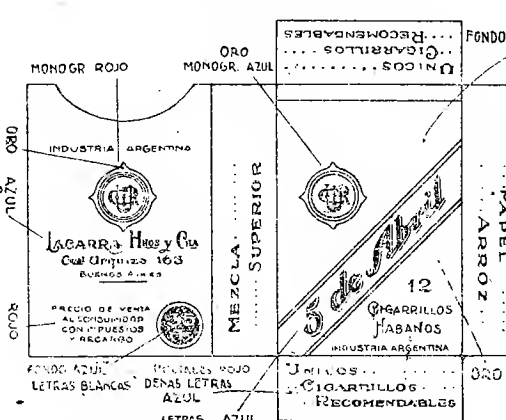 Unicos
Cigarrillos
Recomendables
FONDO
ORO
MONOGR. AZUL
MONOGR ROJO
ORO
AZUL
INDUSTRIA ARGENTINA
Lagarra Hnos y Cia
Gral Urquiza 163
BUENOS AIRES
ROJO
PRECIO DE VENTA
AL CONSUMIDOR
CON IMPUESTOS
Y RECARGO
MEZCLA
SUPERIOR
5 de Abril
12
CIGARRILLOS
HABANOS
INDUSTRIA ARGENTINA
PAPEL
ARROZ
ORO
FONDO AZUL
LETRAS BLANCAS
ROJO
DEMAS LETRAS
AZUL
LETRAS AZUL
UNICOS
CIGARRILLOS
RECOMENDABLES